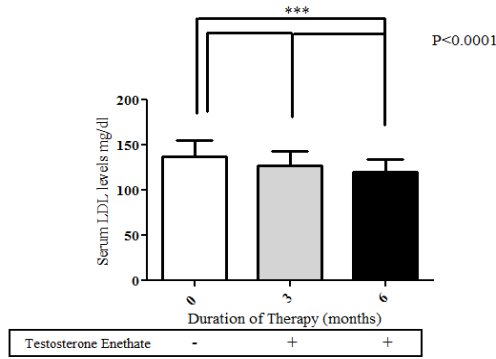 ***
P<0.0001
Serum LDL levels mg/dl
200
150
100
50
0
0 3 6
Duration of Therapy (months)
Testosterone Enethate - + +